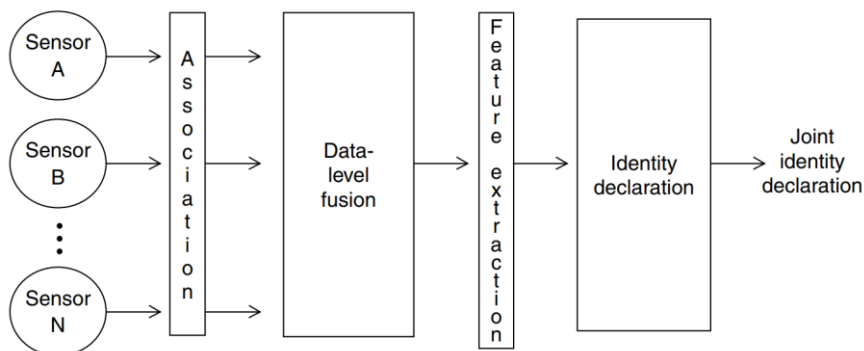 Sensor
A
Sensor
B
Sensor
N
Association
Data-
level
fusion
Feature extraction
Identity
declaration
Joint
identity
declaration